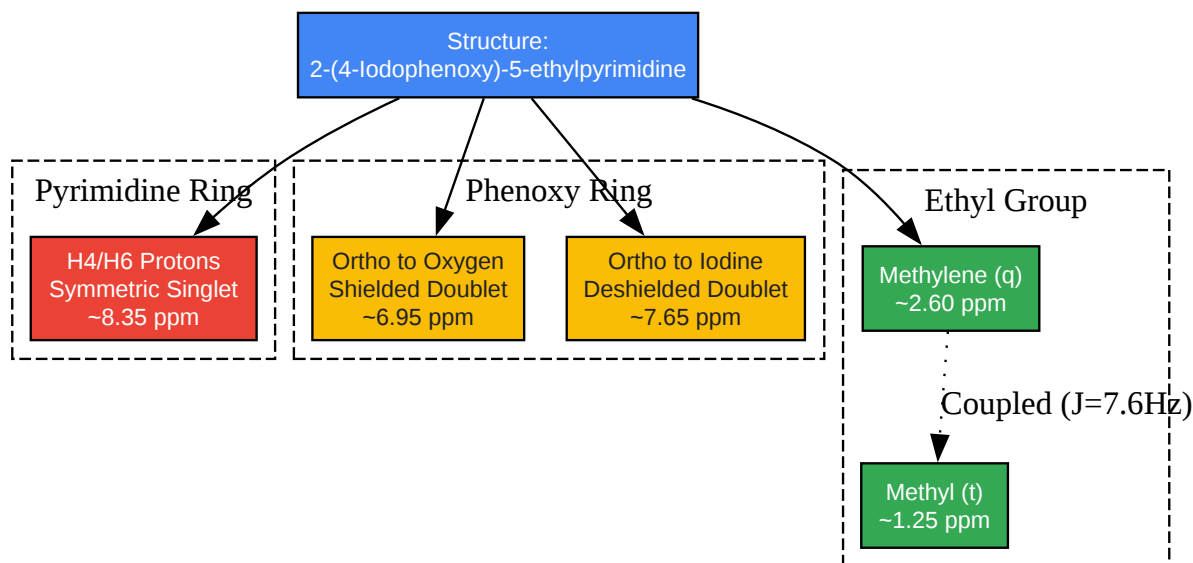 Structure:
2-(4-Iodophenoxy)-5-ethylpyrimidine
Pyrimidine Ring
H4/H6 Protons
Symmetric Singlet
~8.35 ppm
Phenoxy Ring
Ortho to Oxygen
Shielded Doublet
~6.95 ppm
Ortho to Iodine
Deshielded Doublet
~7.65 ppm
Ethyl Group
Methylene (q)
~2.60 ppm
Coupled (J=7.6Hz)
Methyl (t)
~1.25 ppm